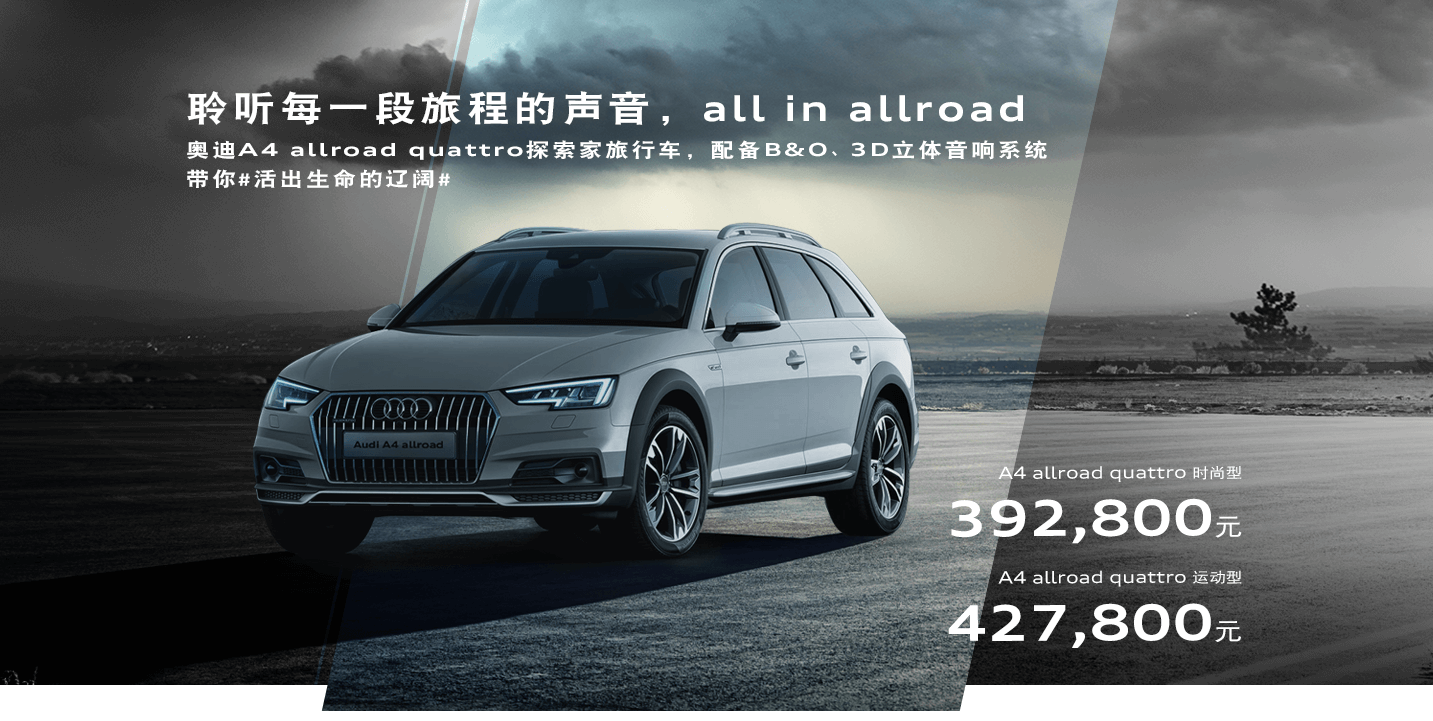 聆听每一段旅程的声音，all in allroad
奥迪A4 allroad quattro探索家旅行车，配备B&O、3D立体音响系统
带你#活出生命的辽阔#
Audi A4 allroad
A4 allroad quattro 时尚型
392,800元
A4 allroad quattro 运动型
427,800元